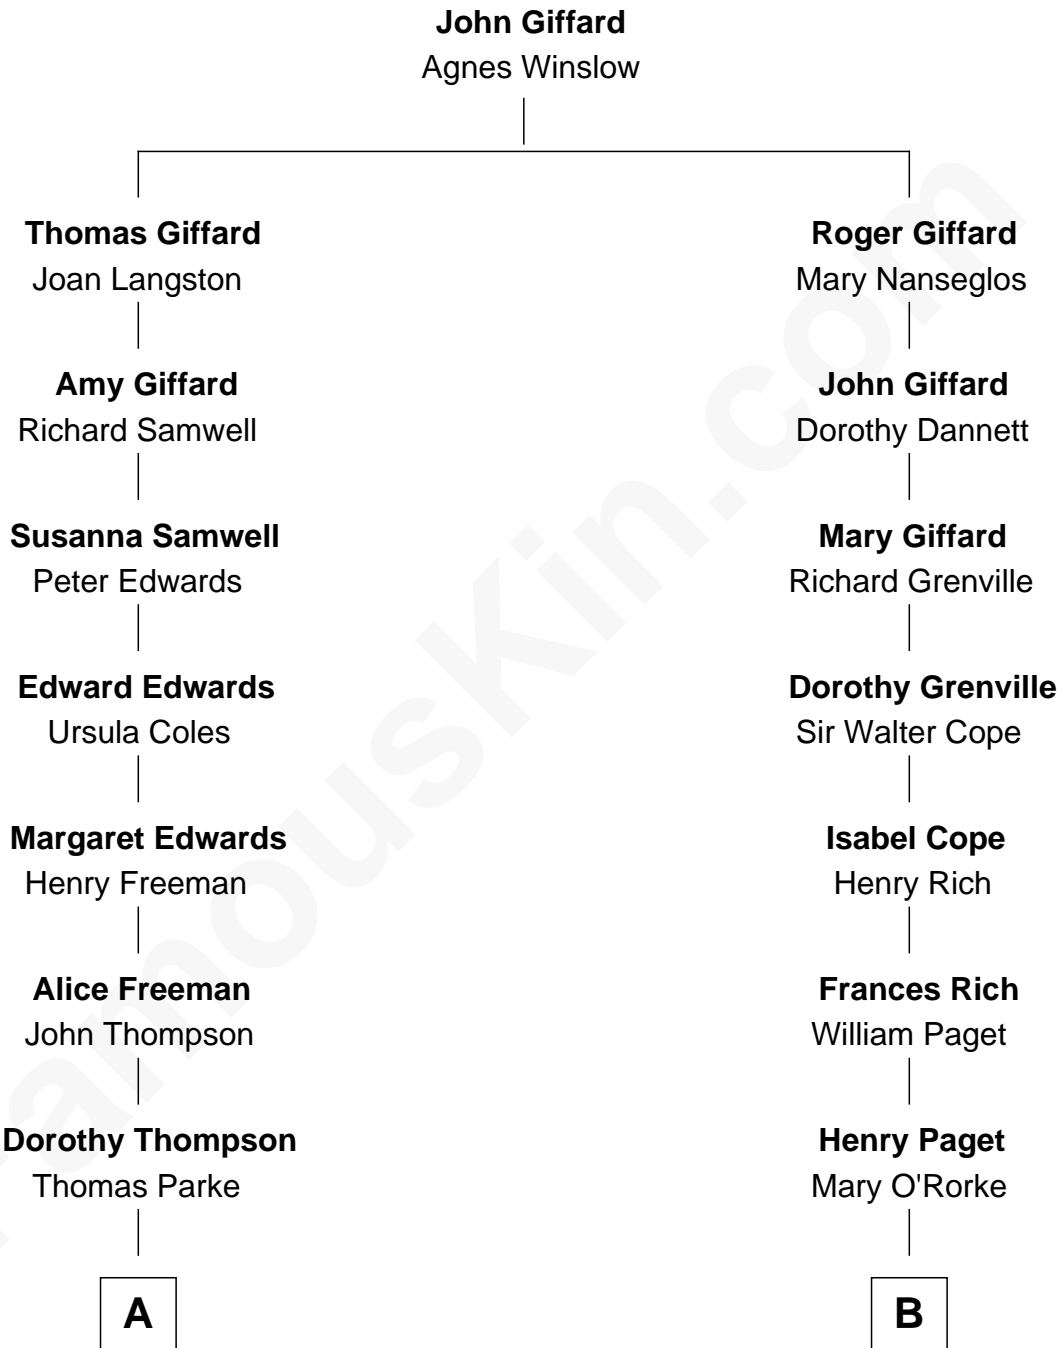 John Giffard
Agnes Winslow
Thomas Giffard
Joan Langston
Roger Giffard
Mary Nanseglos
Amy Giffard
Richard Samwell
John Giffard
Dorothy Dannett
Susanna Samwell
Peter Edwards
Mary Giffard
Richard Grenville
Edward Edwards
Ursula Coles
Dorothy Grenville
Sir Walter Cope
Margaret Edwards
Henry Freeman
Isabel Cope
Henry Rich
Alice Freeman
John Thompson
Frances Rich
William Paget
Dorothy Thompson
Thomas Parke
Henry Paget
Mary O'Rorke
A
B
FamousKin.com